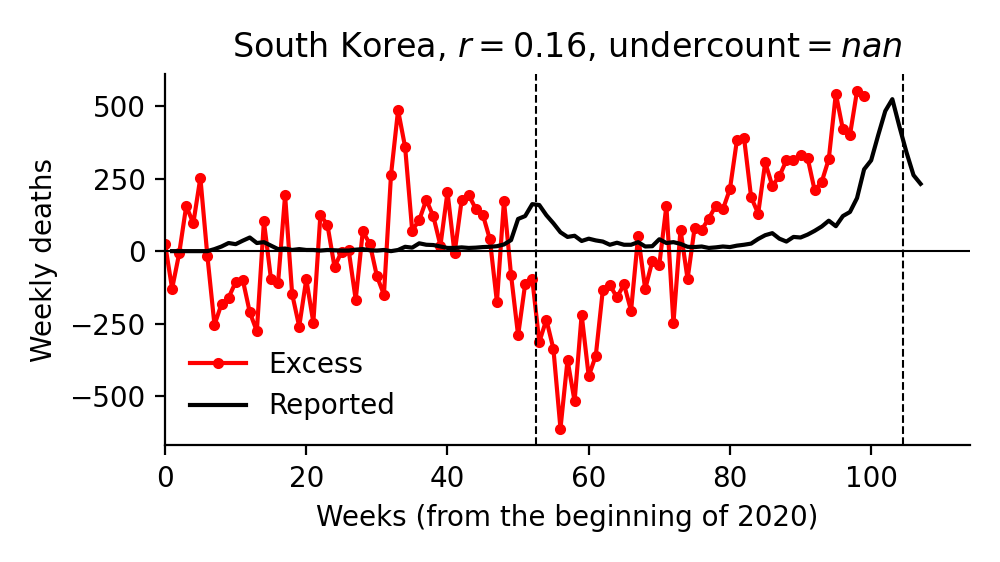 South Korea, r = 0.16, undercount = nan
Weekly deaths
500
250
0
−250
−500
Excess
Reported
0 20 40 60 80 100
Weeks (from the beginning of 2020)